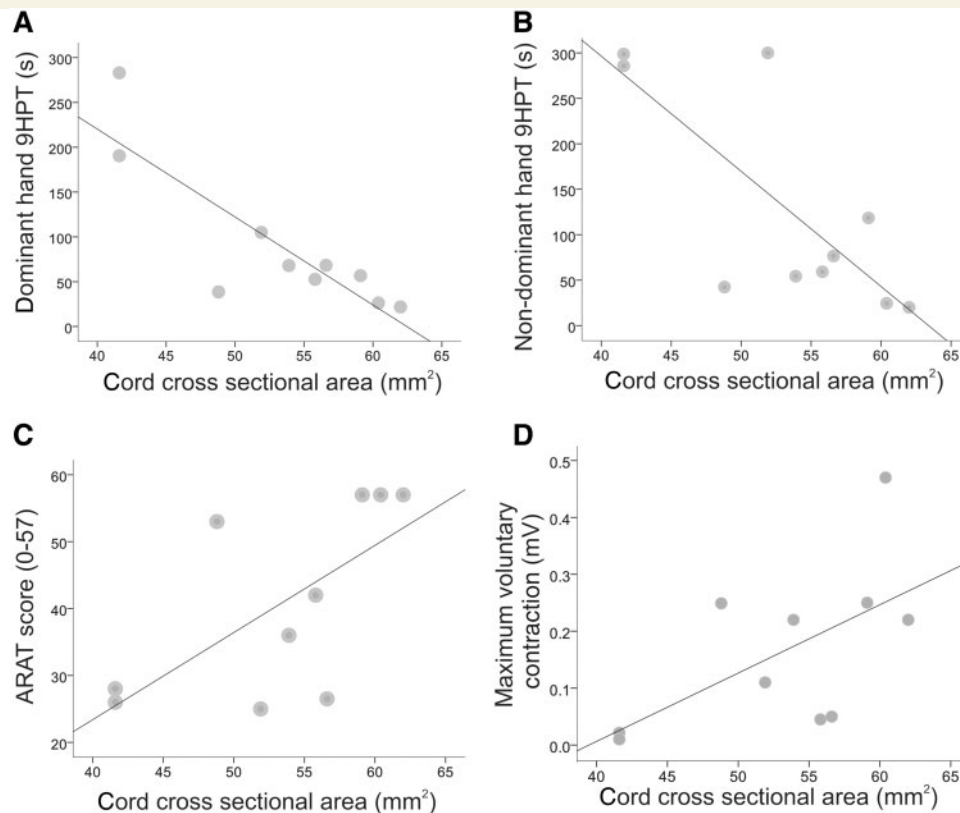 A
Dominant hand 9HPT (s)
300
250
200
150
100
50
0
40 45 50 55 60 65
Cord cross sectional area (mm²)
B
Non-dominant hand 9HPT (s)
300
250
200
150
100
50
0
40 45 50 55 60 65
Cord cross sectional area (mm²)
C
ARAT score (0-57)
60
50
40
30
20
40 45 50 55 60 65
Cord cross sectional area (mm²)
D
Maximum voluntary
contraction (mV)
0.5
0.4
0.3
0.2
0.1
0.0
40 45 50 55 60 65
Cord cross sectional area (mm²)